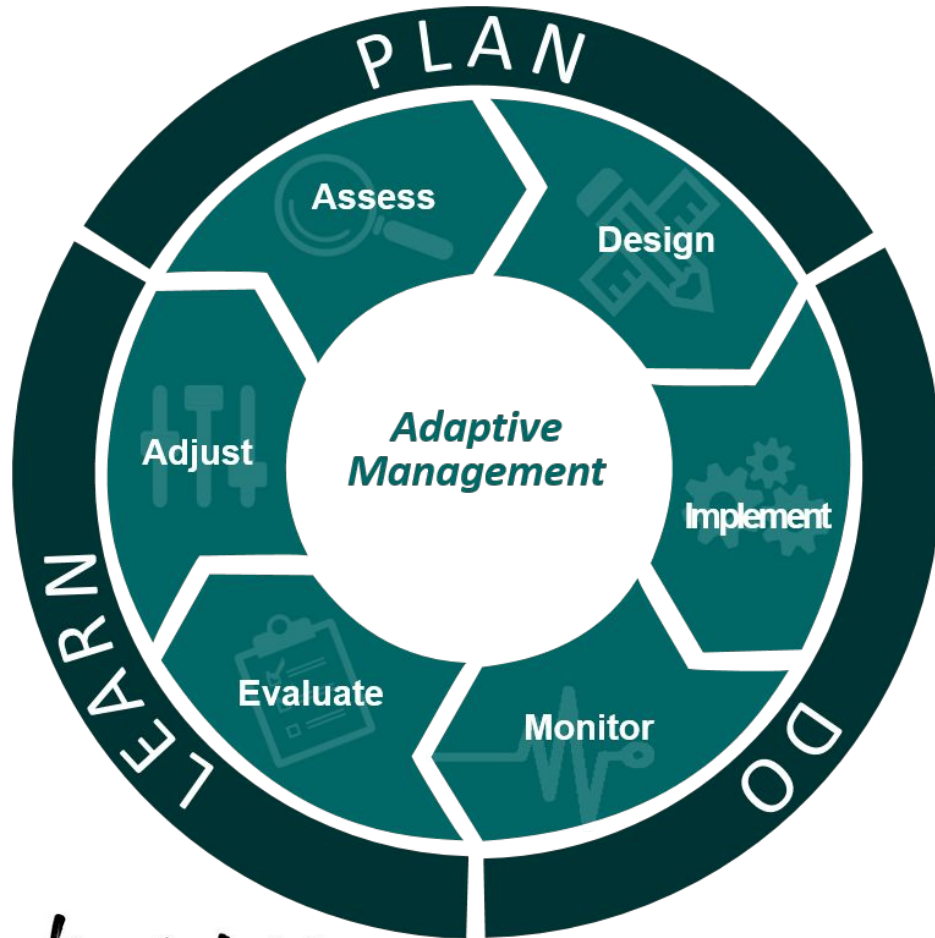 PLAN
Assess
Design
Implement
Monitor
Evaluate
Adjust
DO
LEARN
Adaptive
Management